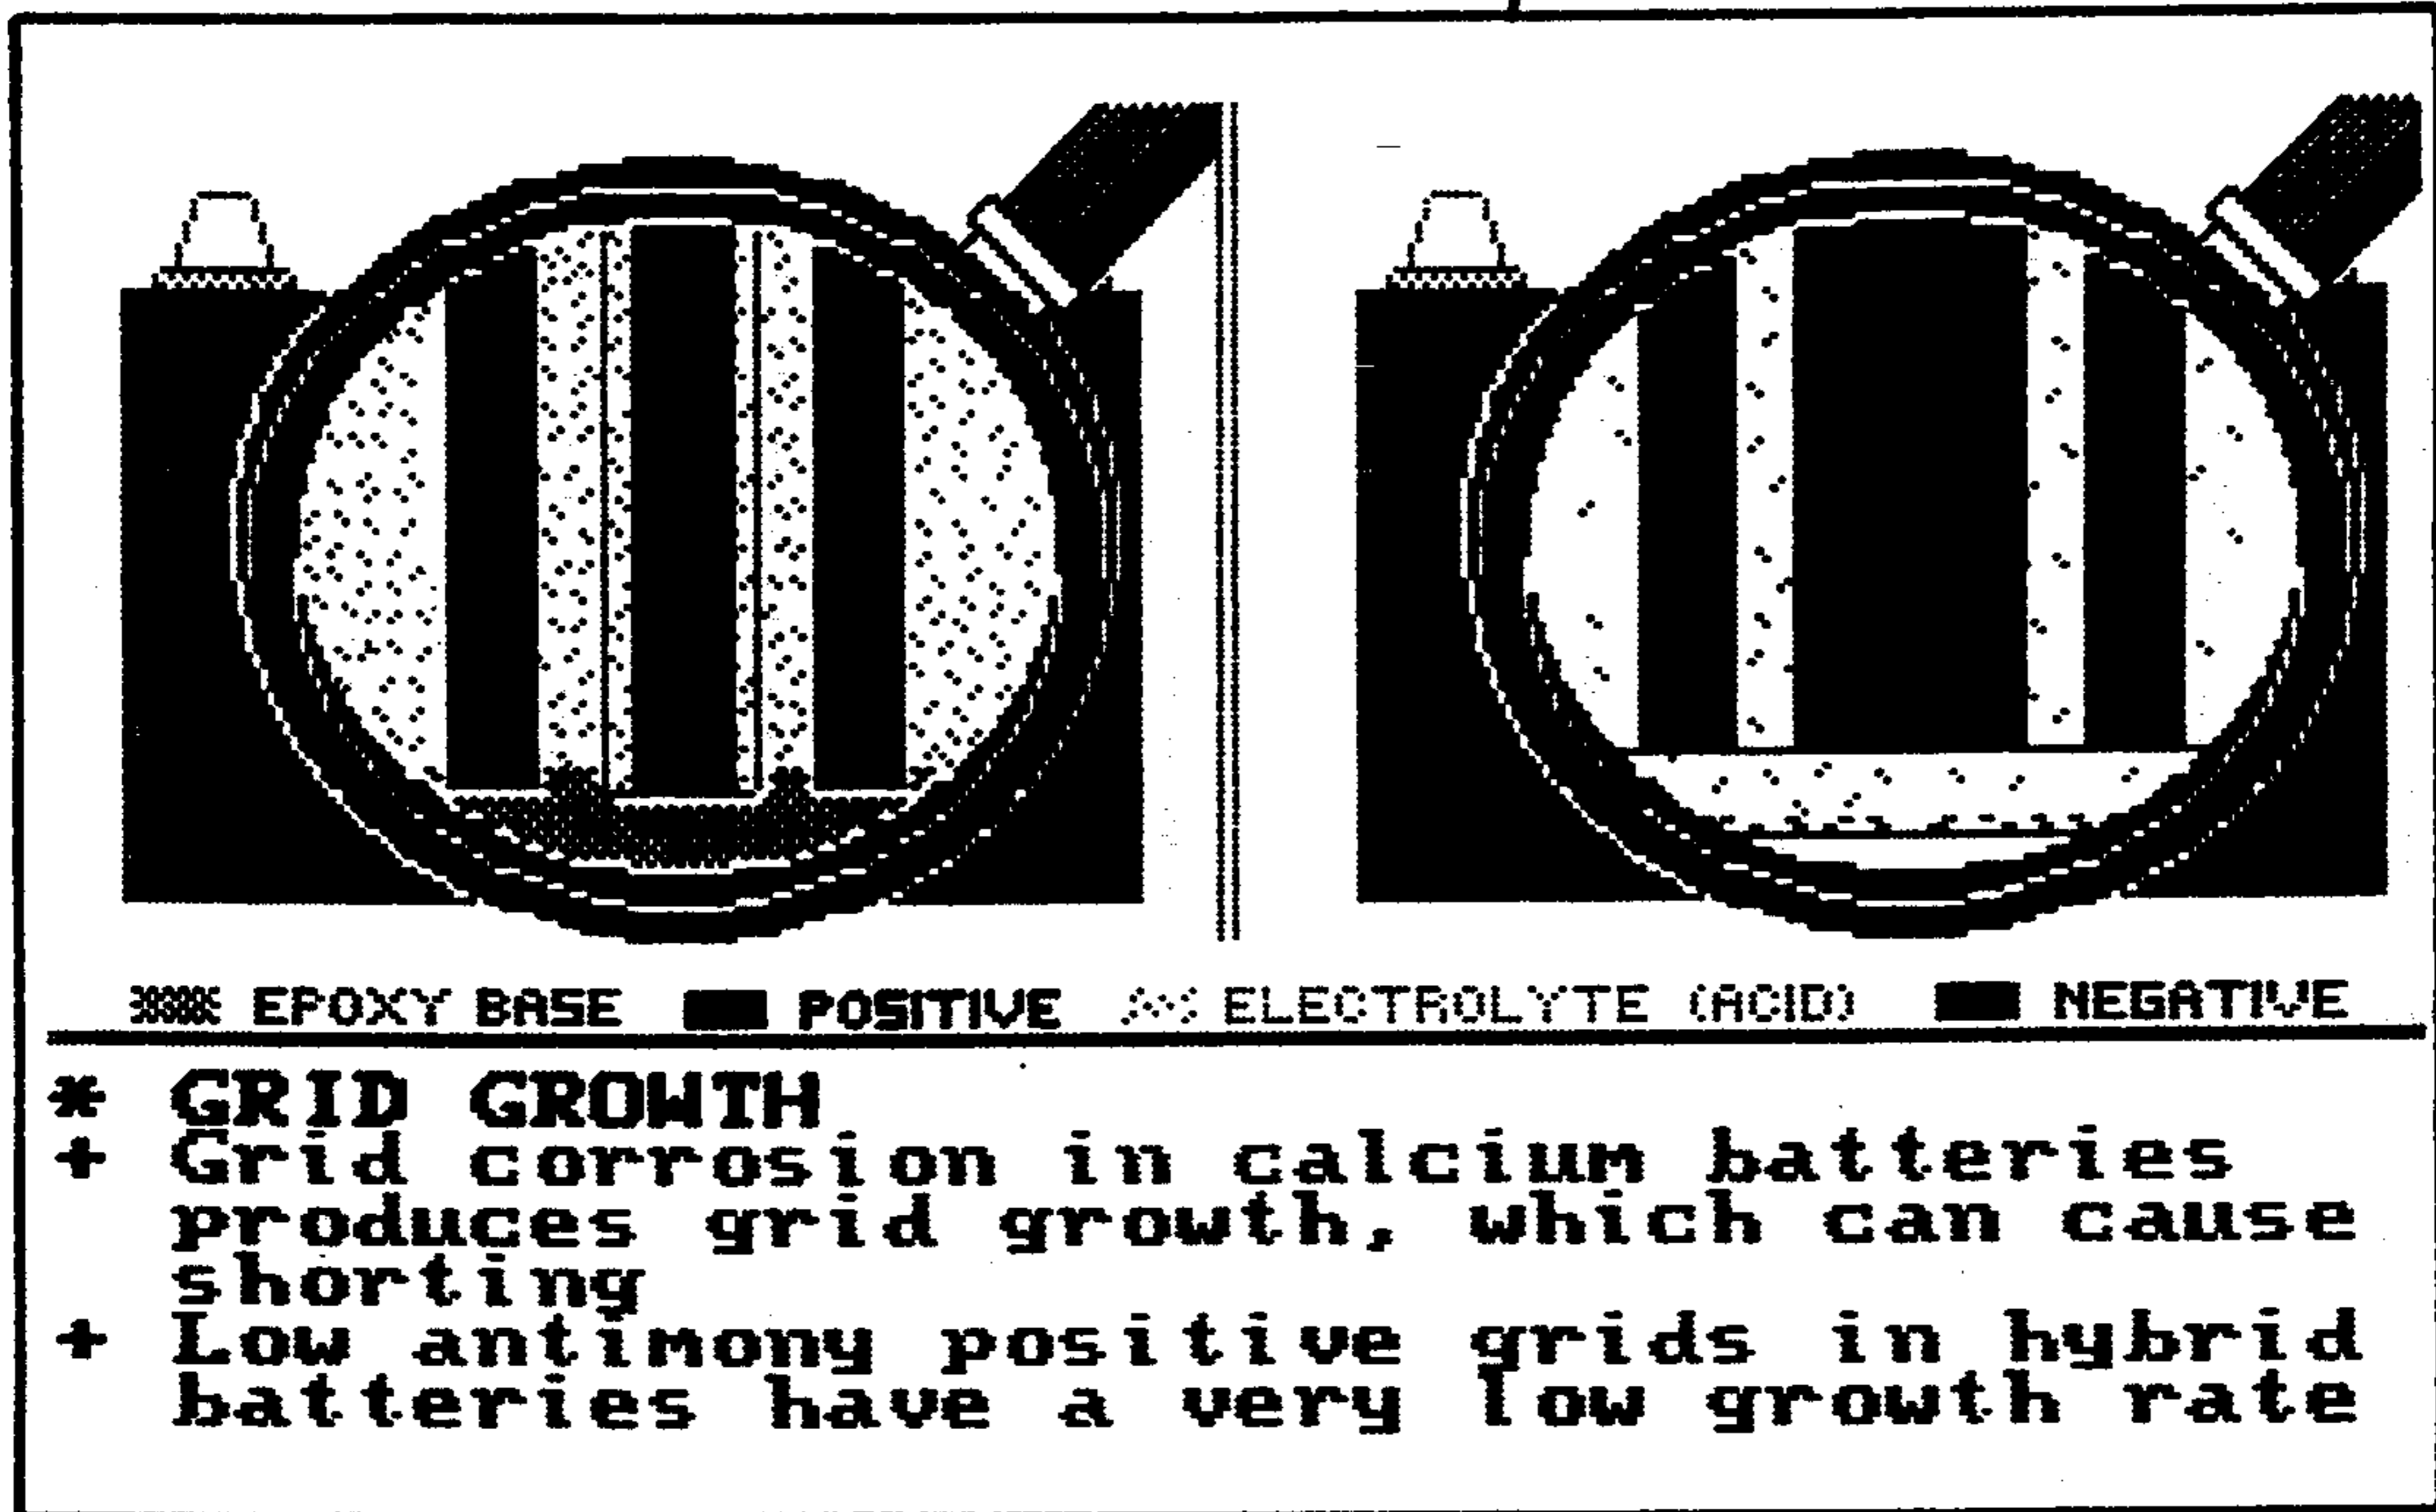 EPOXY BASE POSITIVE ELECTROLYTE (ACID) NEGATIVE
* GRID GROWTH
+ Grid corrosion in calcium batteries
produces grid growth, which can cause
shorting
+ Low antimony positive grids in hybrid
batteries have a very low growth rate